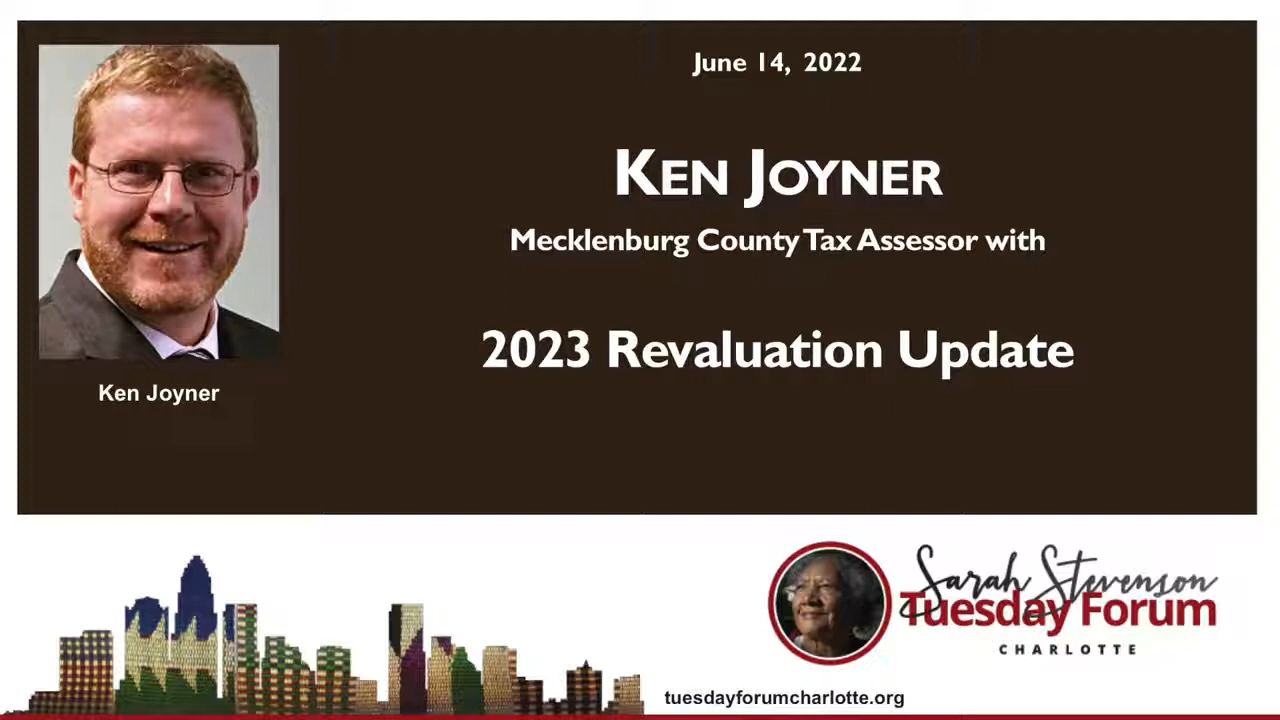 June 14, 2022
KEN JOYNER
Mecklenburg County Tax Assessor with
2023 Revaluation Update
Ken Joyner
Sarah Stevenson
Tuesday Forum
CHARLOTTE
tuesdayforumcharlotte.org